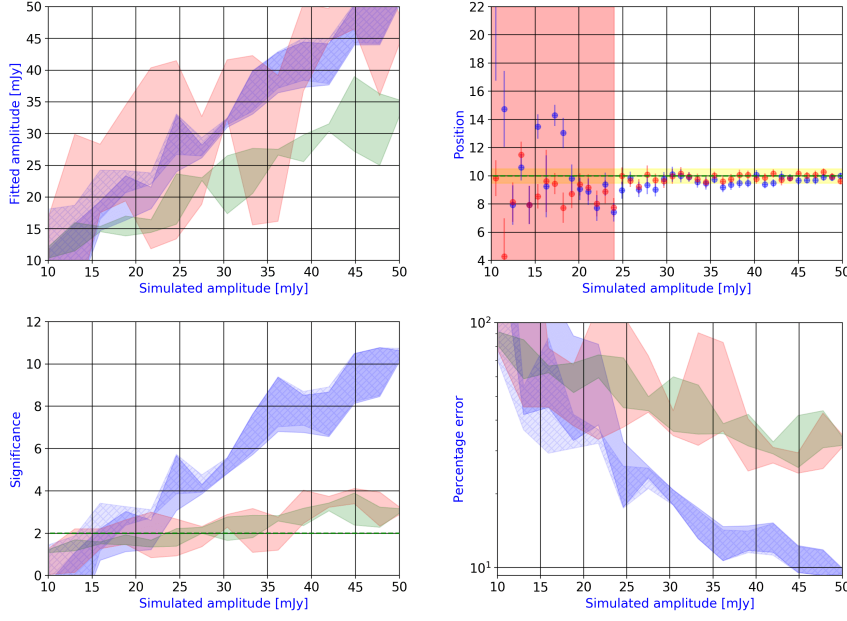 50
45
40
35
30
25
20
15
10
Fitted amplitude [mJy]
10 15 20 25 30 35 40 45 50
Simulated amplitude [mJy]
22
20
18
16
14
12
10
8
6
4
Position
10 15 20 25 30 35 40 45 50
Simulated amplitude [mJy]
12
10
8
6
4
2
0
Significance
10 15 20 25 30 35 40 45 50
Simulated amplitude [mJy]
10²
10¹
Percentage error
10 15 20 25 30 35 40 45 50
Simulated amplitude [mJy]